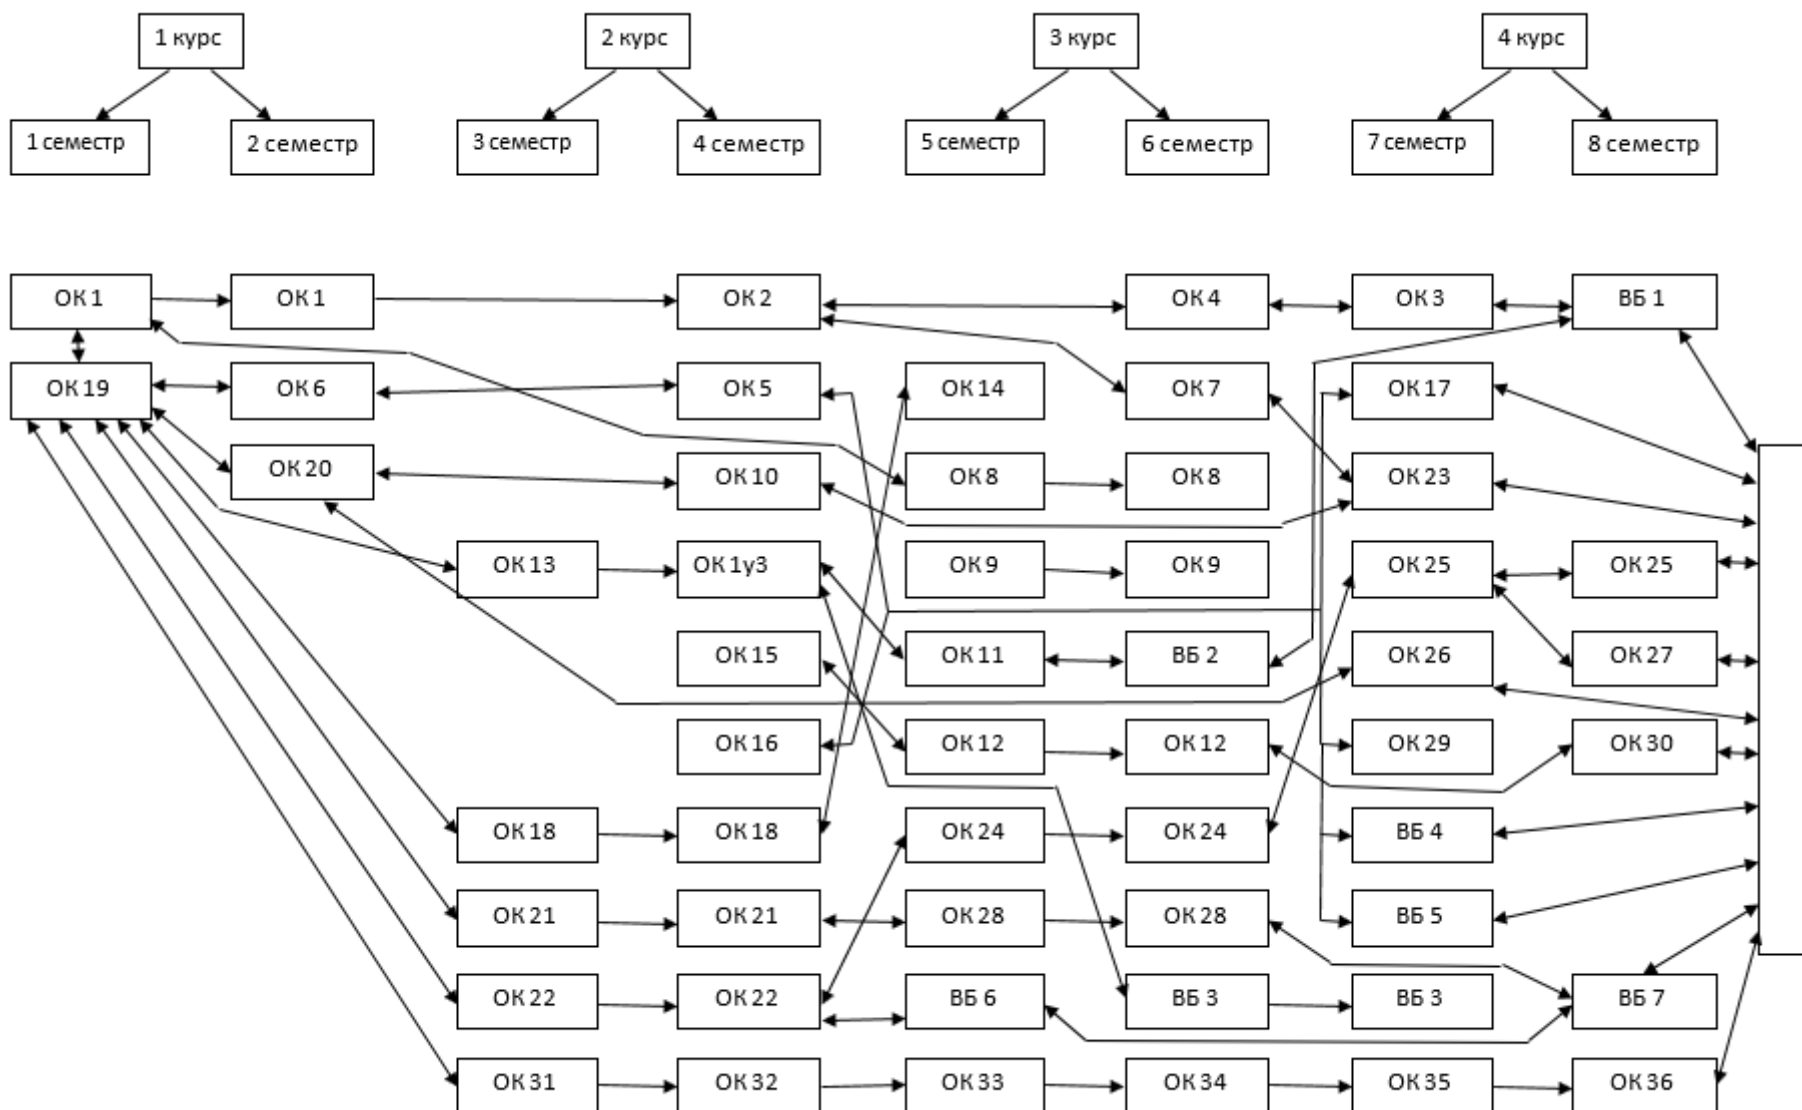 1 курс
2 курс
3 курс
4 курс
1 семестр
2 семестр
3 семестр
4 семестр
5 семестр
6 семестр
7 семестр
8 семестр
ОК 1
ОК 1
ОК 2
ОК 4
ОК 3
ВБ 1
ОК 19
ОК 6
ОК 5
ОК 14
ОК 7
ОК 17
ОК 20
ОК 10
ОК 8
ОК 8
ОК 23
ОК 13
ОК 1у3
ОК 9
ОК 9
ОК 25
ОК 25
ОК 15
ОК 11
ВБ 2
ОК 26
ОК 27
ОК 16
ОК 12
ОК 12
ОК 29
ОК 30
ОК 18
ОК 18
ОК 24
ОК 24
ВБ 4
ОК 21
ОК 21
ОК 28
ОК 28
ВБ 5
ОК 22
ОК 22
ВБ 6
ВБ 3
ВБ 3
ВБ 7
ОК 31
ОК 32
ОК 33
ОК 34
ОК 35
ОК 36